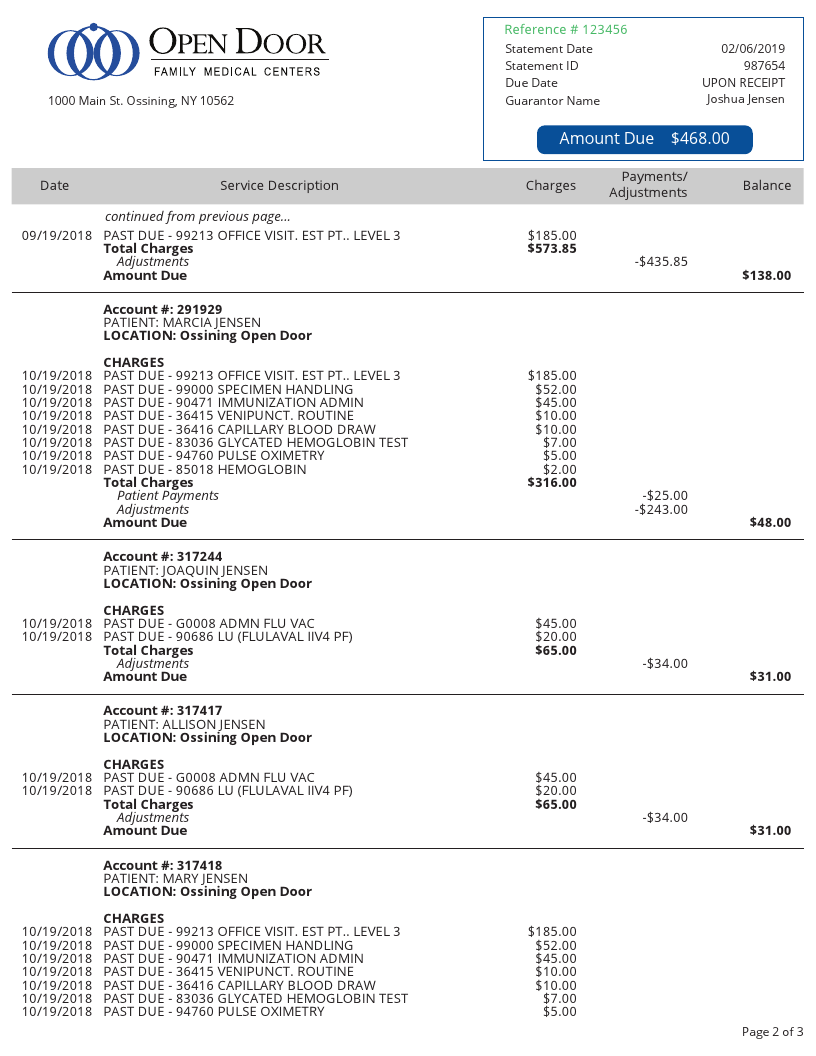 OPEN DOOR
FAMILY MEDICAL CENTERS
1000 Main St. Ossining, NY 10562
Reference # 123456
Statement Date 02/06/2019
Statement ID 987654
Due Date UPON RECEIPT
Guarantor Name Joshua Jensen
Amount Due $468.00
Date Service Description Charges Payments/ Adjustments Balance
continued from previous page...
09/19/2018 PAST DUE - 99213 OFFICE VISIT. EST PT.. LEVEL 3 $185.00
Total Charges $573.85
Adjustments -$435.85
Amount Due $138.00
Account #: 291929
PATIENT: MARCIA JENSEN
LOCATION: Ossining Open Door
CHARGES
10/19/2018 PAST DUE - 99213 OFFICE VISIT. EST PT.. LEVEL 3 $185.00
10/19/2018 PAST DUE - 99000 SPECIMEN HANDLING $52.00
10/19/2018 PAST DUE - 90471 IMMUNIZATION ADMIN $45.00
10/19/2018 PAST DUE - 36415 VENIPUNCT. ROUTINE $10.00
10/19/2018 PAST DUE - 36416 CAPILLARY BLOOD DRAW $10.00
10/19/2018 PAST DUE - 83036 GLYCATED HEMOGLOBIN TEST $7.00
10/19/2018 PAST DUE - 94760 PULSE OXIMETRY $5.00
10/19/2018 PAST DUE - 85018 HEMOGLOBIN $2.00
Total Charges $316.00
Patient Payments -$25.00
Adjustments -$243.00
Amount Due $48.00
Account #: 317244
PATIENT: JOAQUIN JENSEN
LOCATION: Ossining Open Door
CHARGES
10/19/2018 PAST DUE - G0008 ADMN FLU VAC $45.00
10/19/2018 PAST DUE - 90686 LU (FLULAVAL IIV4 PF) $20.00
Total Charges $65.00
Adjustments -$34.00
Amount Due $31.00
Account #: 317417
PATIENT: ALLISON JENSEN
LOCATION: Ossining Open Door
CHARGES
10/19/2018 PAST DUE - G0008 ADMN FLU VAC $45.00
10/19/2018 PAST DUE - 90686 LU (FLULAVAL IIV4 PF) $20.00
Total Charges $65.00
Adjustments -$34.00
Amount Due $31.00
Account #: 317418
PATIENT: MARY JENSEN
LOCATION: Ossining Open Door
CHARGES
10/19/2018 PAST DUE - 99213 OFFICE VISIT. EST PT.. LEVEL 3 $185.00
10/19/2018 PAST DUE - 99000 SPECIMEN HANDLING $52.00
10/19/2018 PAST DUE - 90471 IMMUNIZATION ADMIN $45.00
10/19/2018 PAST DUE - 36415 VENIPUNCT. ROUTINE $10.00
10/19/2018 PAST DUE - 36416 CAPILLARY BLOOD DRAW $10.00
10/19/2018 PAST DUE - 83036 GLYCATED HEMOGLOBIN TEST $7.00
10/19/2018 PAST DUE - 94760 PULSE OXIMETRY $5.00
Page 2 of 3